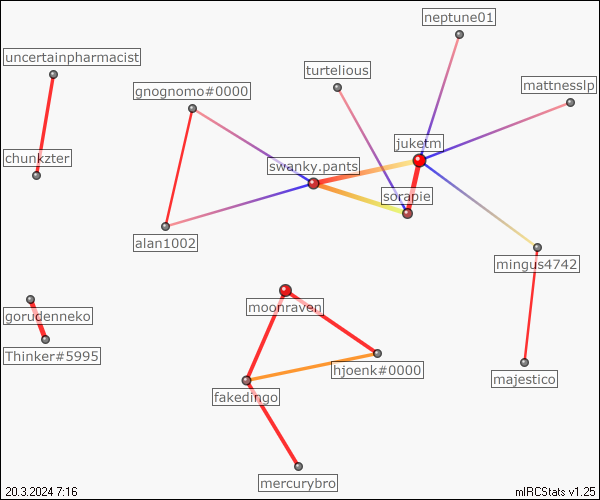 neptune01
uncertainpharmacist
turtelious
gnognomo#0000
mattnesslp
juketm
chunkzter
swanky.pants
sorapie
alan1002
mingus4742
moonraven
gorudenneko
Thinker#5995
hjoenk#0000
majestico
fakedingo
mercurybro
20.3.2024 7:16
mIRCStats v1.25